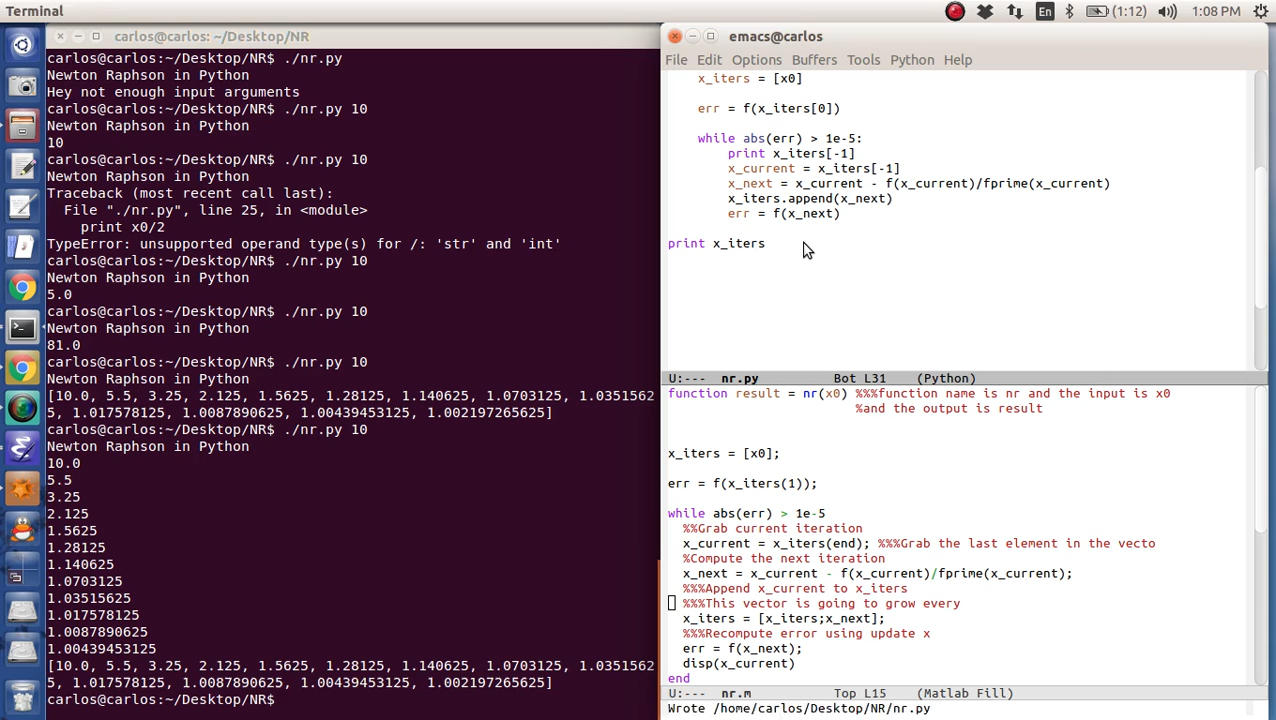 Terminal
En
(1:12)
1:08 PM
carlos@carlos: ~/Desktop/NR
carlos@carlos:~/Desktop/NR$ ./nr.py
Newton Raphson in Python
Hey not enough input arguments
carlos@carlos:~/Desktop/NR$ ./nr.py 10
Newton Raphson in Python
10
carlos@carlos:~/Desktop/NR$ ./nr.py 10
Newton Raphson in Python
Traceback (most recent call last):
  File "./nr.py", line 25, in <module>
    print x0/2
TypeError: unsupported operand type(s) for /: 'str' and 'int'
carlos@carlos:~/Desktop/NR$ ./nr.py 10
Newton Raphson in Python
5.0
carlos@carlos:~/Desktop/NR$ ./nr.py 10
Newton Raphson in Python
81.0
carlos@carlos:~/Desktop/NR$ ./nr.py 10
Newton Raphson in Python
[10.0, 5.5, 3.25, 2.125, 1.5625, 1.28125, 1.140625, 1.0703125, 1.0351562
5, 1.017578125, 1.0087890625, 1.00439453125, 1.002197265625]
carlos@carlos:~/Desktop/NR$ ./nr.py 10
Newton Raphson in Python
10.0
5.5
3.25
2.125
1.5625
1.28125
1.140625
1.0703125
1.03515625
1.017578125
1.0087890625
1.00439453125
[10.0, 5.5, 3.25, 2.125, 1.5625, 1.28125, 1.140625, 1.0703125, 1.0351562
5, 1.017578125, 1.0087890625, 1.00439453125, 1.002197265625]
carlos@carlos:~/Desktop/NR$
emacs@carlos
File Edit Options Buffers Tools Python Help
x_iters = [x0]
err = f(x_iters[0])
while abs(err) > 1e-5:
print x_iters[-1]
x_current = x_iters[-1]
x_next = x_current - f(x_current)/fprime(x_current)
x_iters.append(x_next)
err = f(x_next)
print x_iters
U:--- nr.py Bot L31 (Python)
function result = nr(x0) %%%function name is nr and the input is x0
%and the output is result
x_iters = [x0];
err = f(x_iters(1));
while abs(err) > 1e-5
%%Grab current iteration
x_current = x_iters(end); %%%Grab the last element in the vecto
%Compute the next iteration
x_next = x_current - f(x_current)/fprime(x_current);
%%%Append x_current to x_iters
%%%This vector is going to grow every
x_iters = [x_iters;x_next];
%%%Recompute error using update x
err = f(x_next);
disp(x_current)
end
U:--- nr.m Top L15 (Matlab Fill)
Wrote /home/carlos/Desktop/NR/nr.py